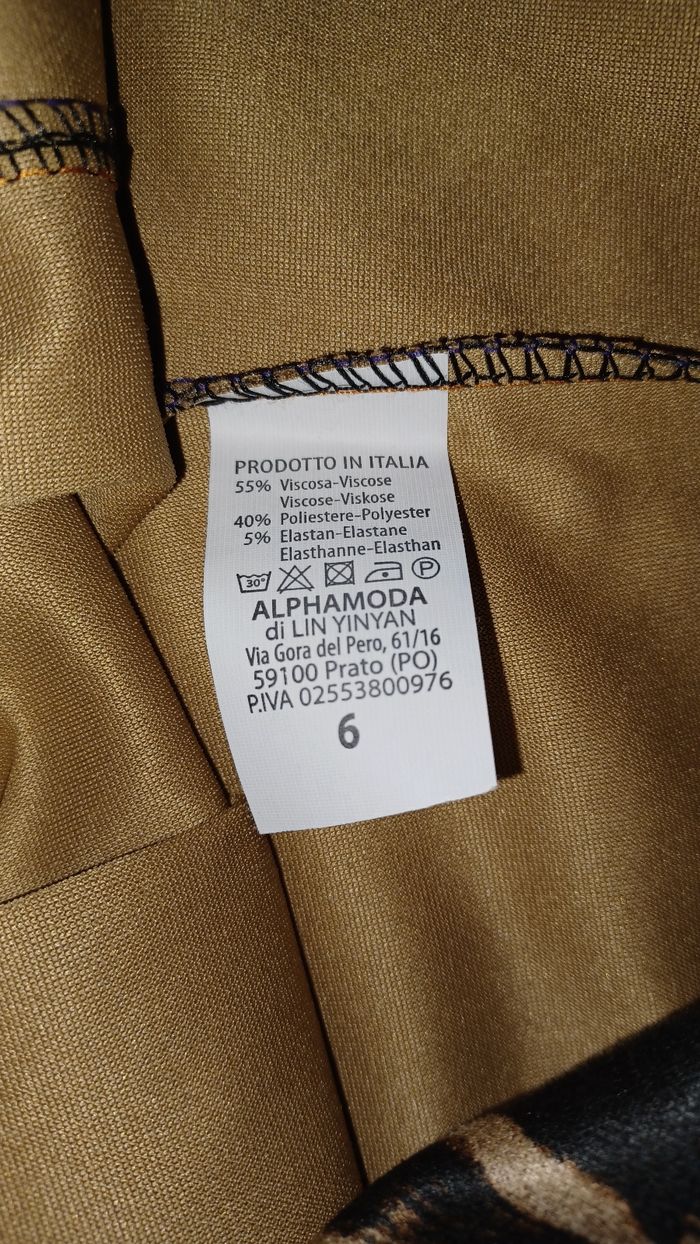 PRODOTTO IN ITALIA
55% Viscosa-Viscose
Viscose-Viskose
40% Poliestere-Polyester
5% Elastan-Elastane
Elasthanne-Elasthan
30° P
ALPHAMODA
di LIN YINYAN
Via Gora del Pero, 61/16
59100 Prato (PO)
P.IVA 02553800976
6